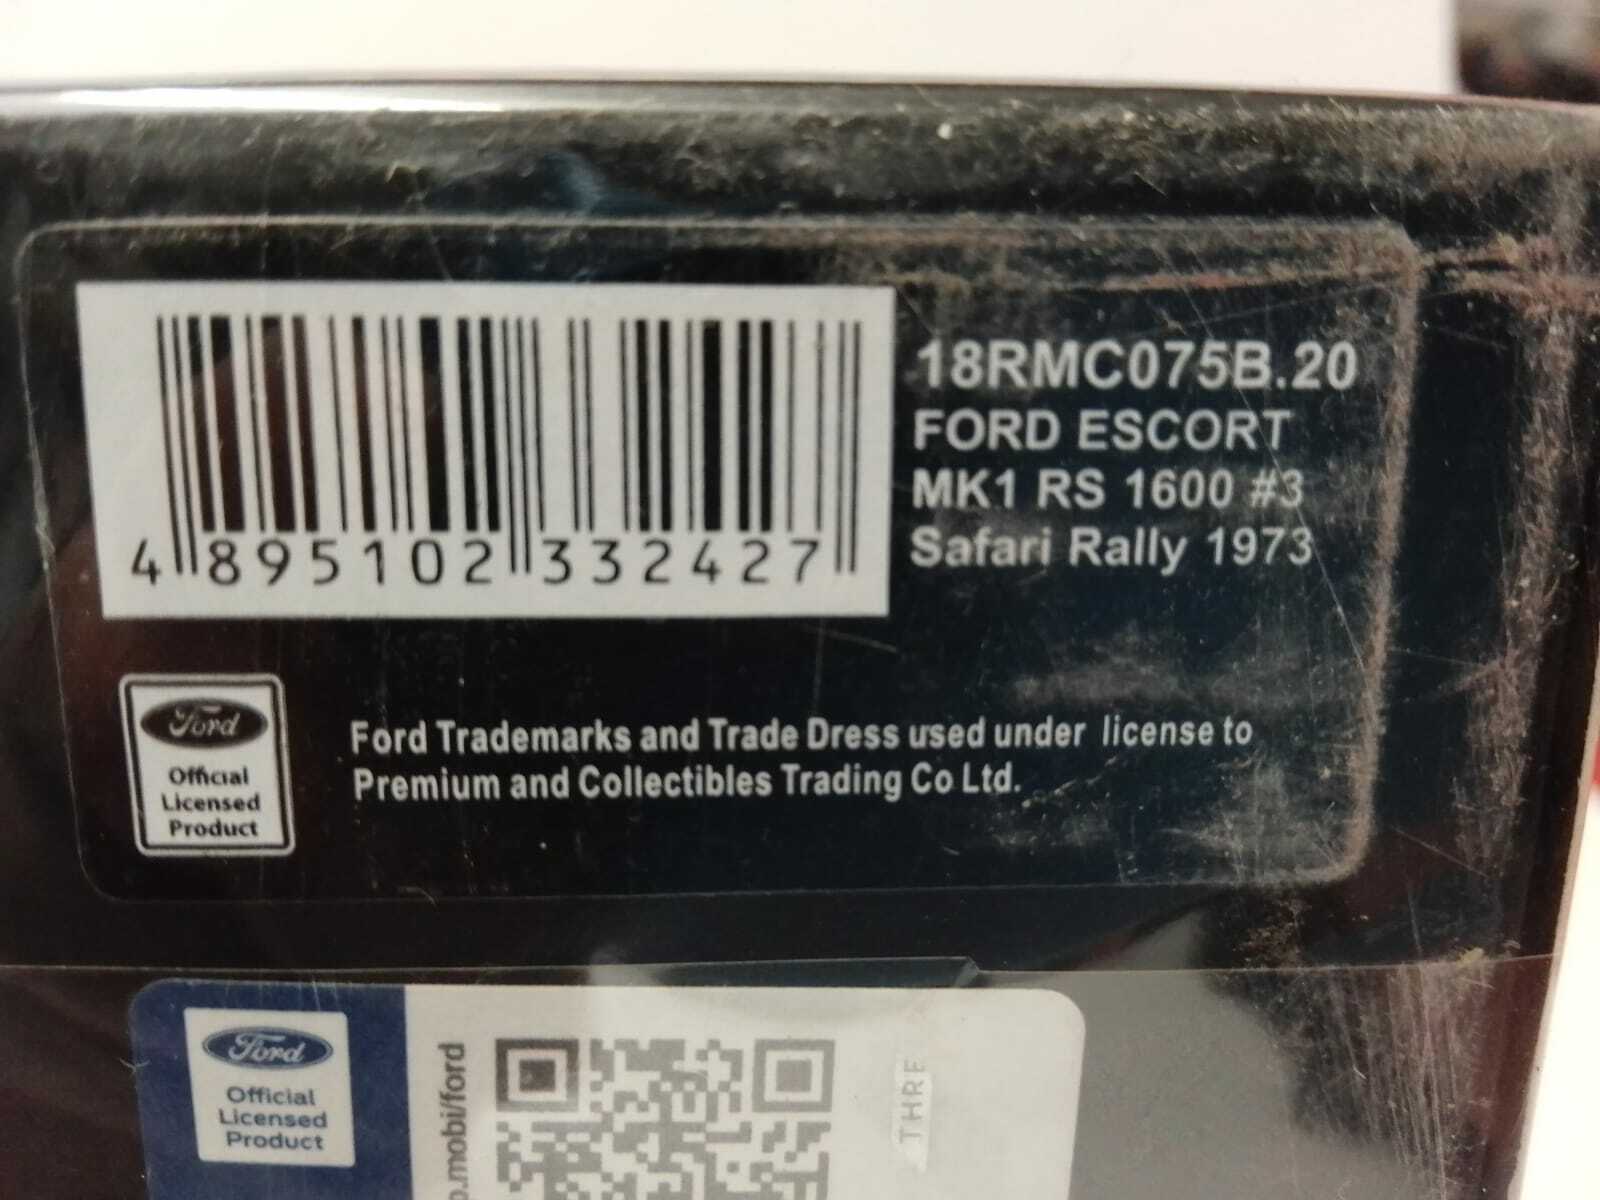 18RMC075B.20
FORD ESCORT
MK1 RS 1600 #3
Safari Rally 1973
4 895102 332427
Ford
Official
Licensed
Product
Ford Trademarks and Trade Dress used under license to
Premium and Collectibles Trading Co Ltd.
Ford
Official
Licensed
Product
p.mobi/ford
THRE